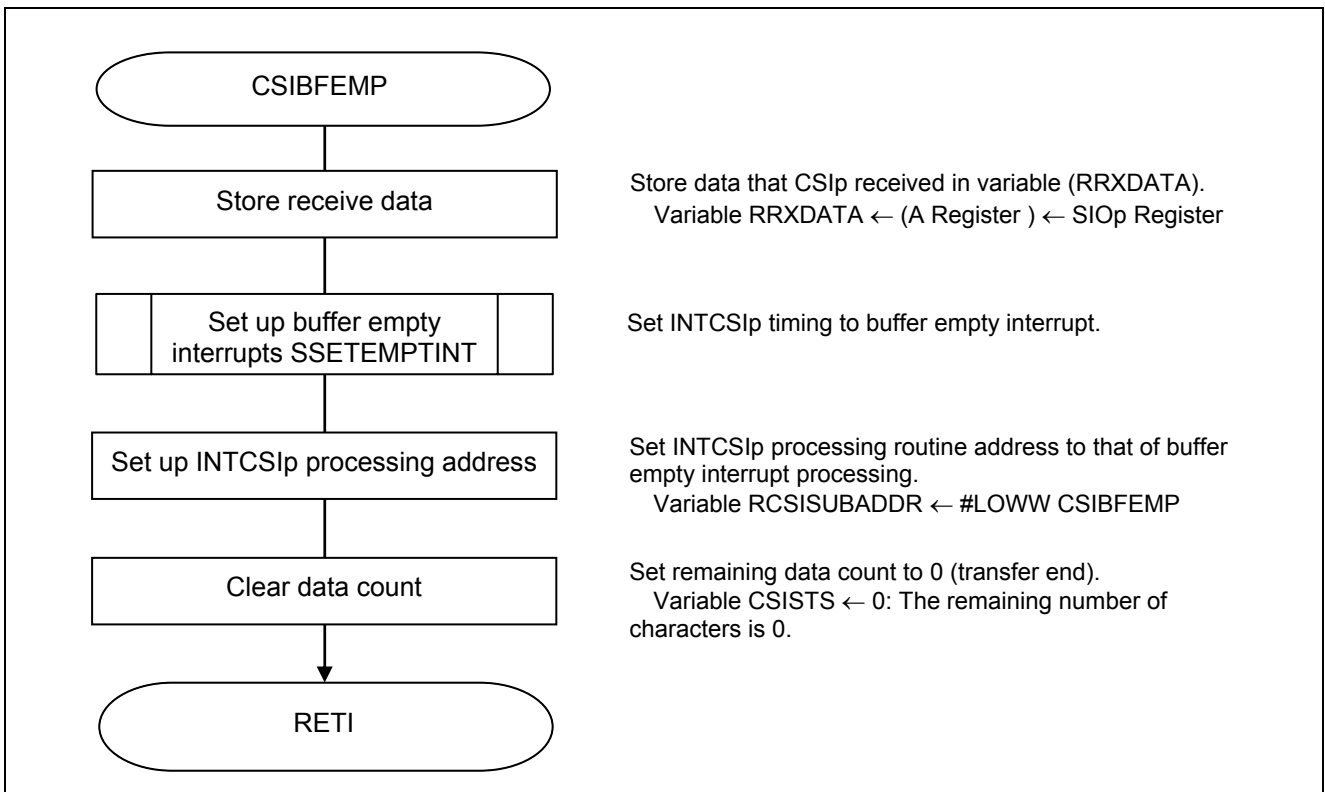 CSIBFEMP
Store receive data
Store data that CSIp received in variable (RRXDATA).
Variable RRXDATA ← (A Register ) ← SIOp Register
Set up buffer empty
interrupts SSETEMPTINT
Set INTCSIp timing to buffer empty interrupt.
Set up INTCSIp processing address
Set INTCSIp processing routine address to that of buffer
empty interrupt processing.
Variable RCSISUBADDR ← #LOWW CSIBFEMP
Clear data count
Set remaining data count to 0 (transfer end).
Variable CSISTS ← 0: The remaining number of
characters is 0.
RETI